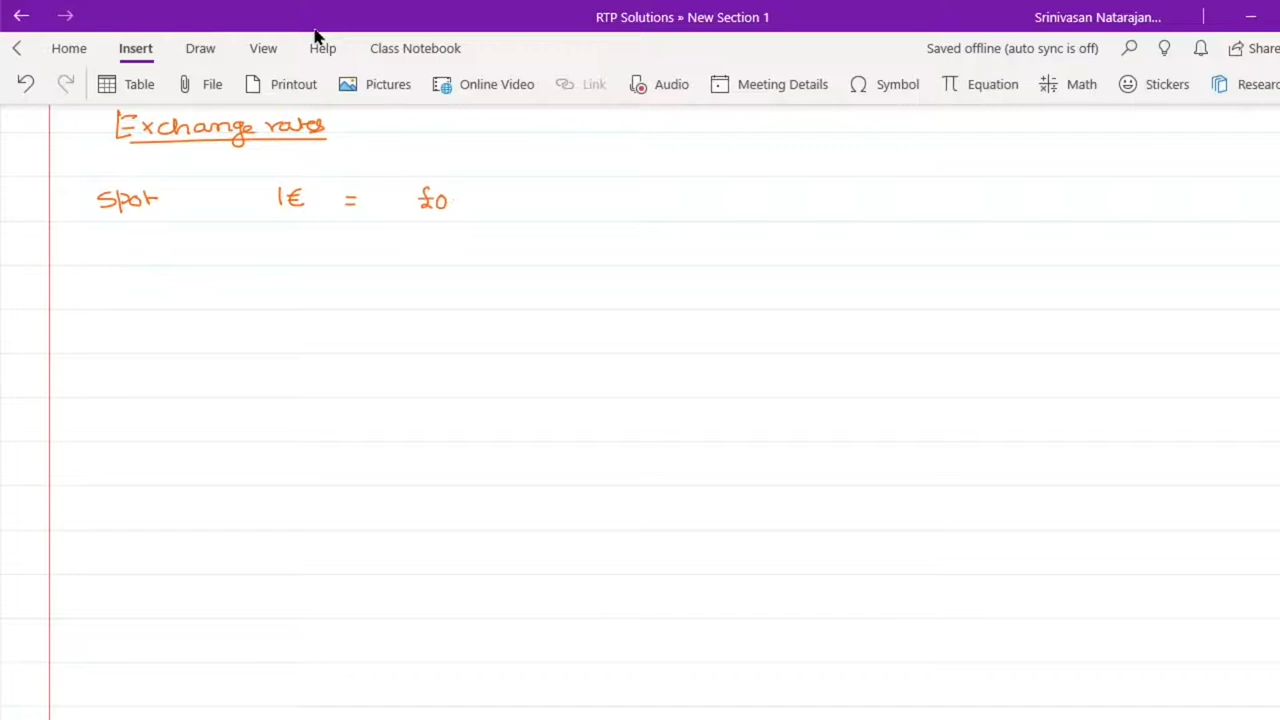 RTP Solutions » New Section 1 Srinivasan Natarajan...
Home Insert Draw View Help Class Notebook Saved offline (auto sync is off) Share
Table File Printout Pictures Online Video Link Audio Meeting Details Symbol Equation Math Stickers Researc
Exchange rates
Spot 1€ = £0